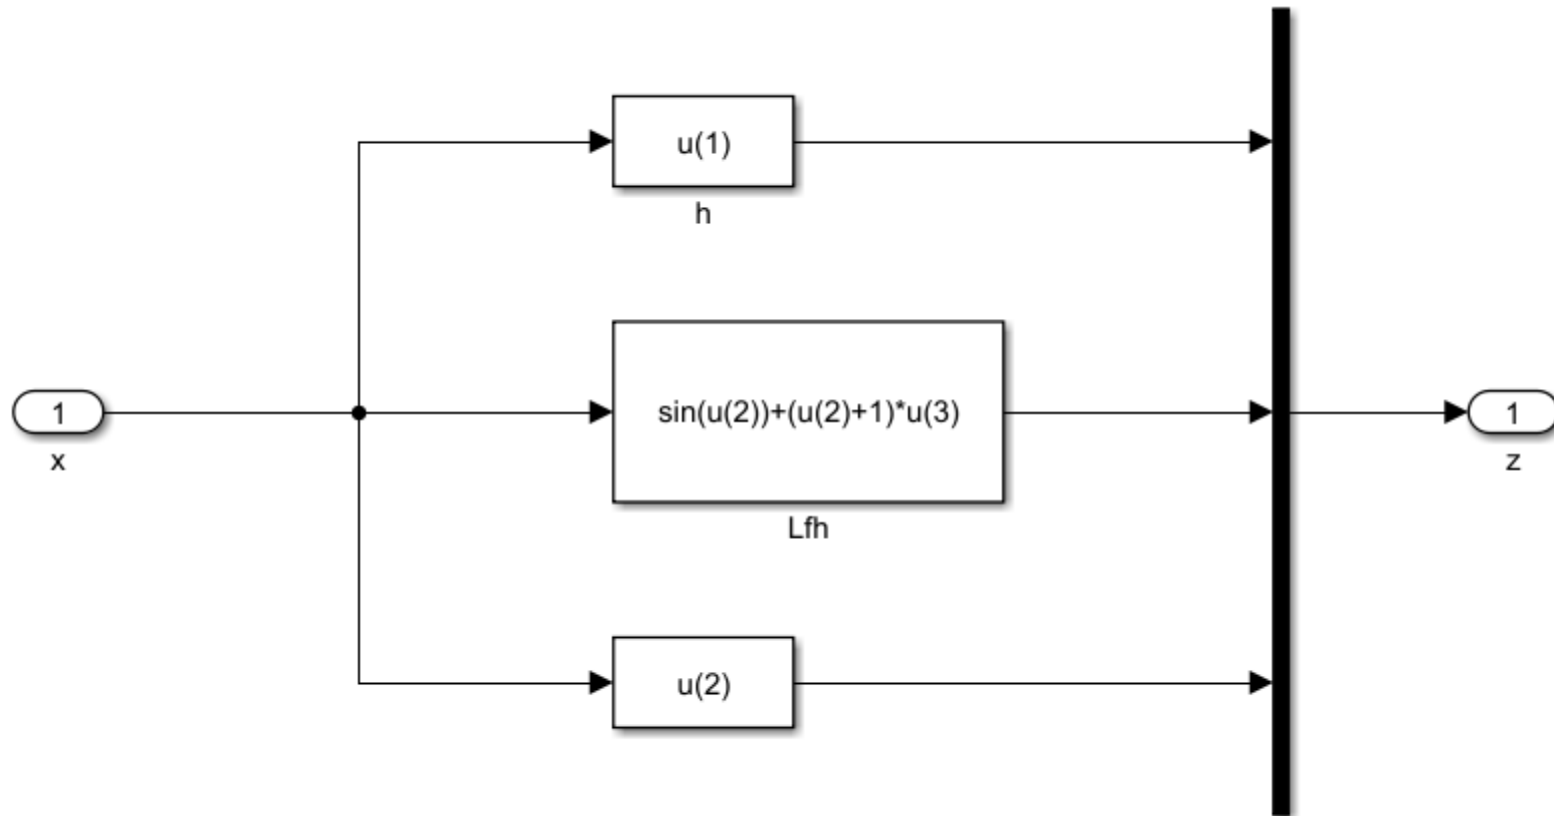 u(1)
h
1
x
sin(u(2))+(u(2)+1)*u(3)
Lfh
1
z
u(2)